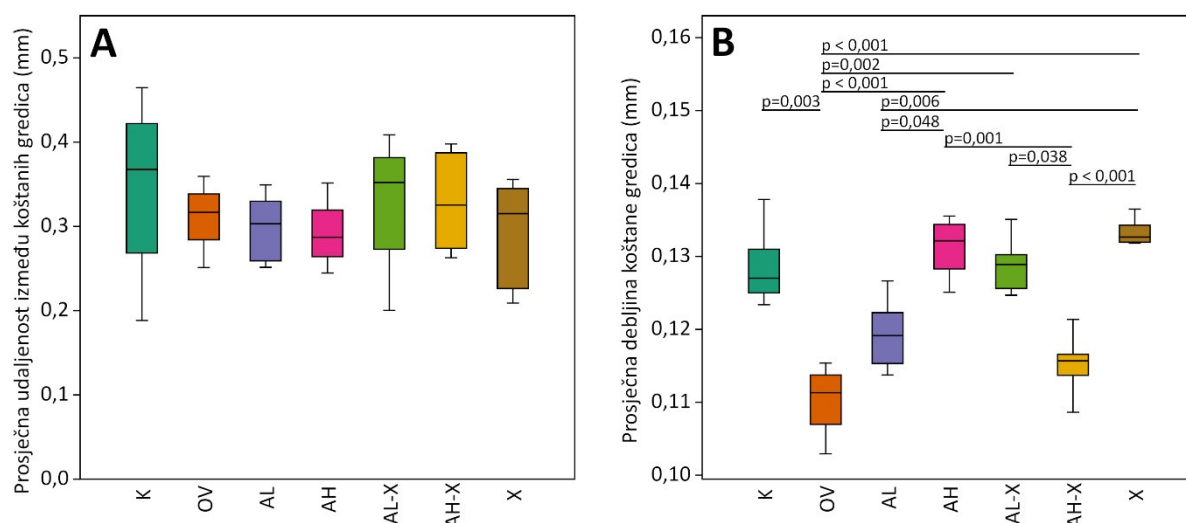 A
Prosječna udaljenost između koštanih gredica (mm)
0,5
0,4
0,3
0,2
0,1
0,0
K
OV
AL
AH
AL-X
AH-X
X
B
Prosječna debljina koštane gredica (mm)
0,16
0,15
0,14
0,13
0,12
0,11
0,10
p < 0,001
p=0,002
p < 0,001
p=0,003
p=0,006
p=0,048
p=0,001
p=0,038
p < 0,001
K
OV
AL
AH
AL-X
AH-X
X